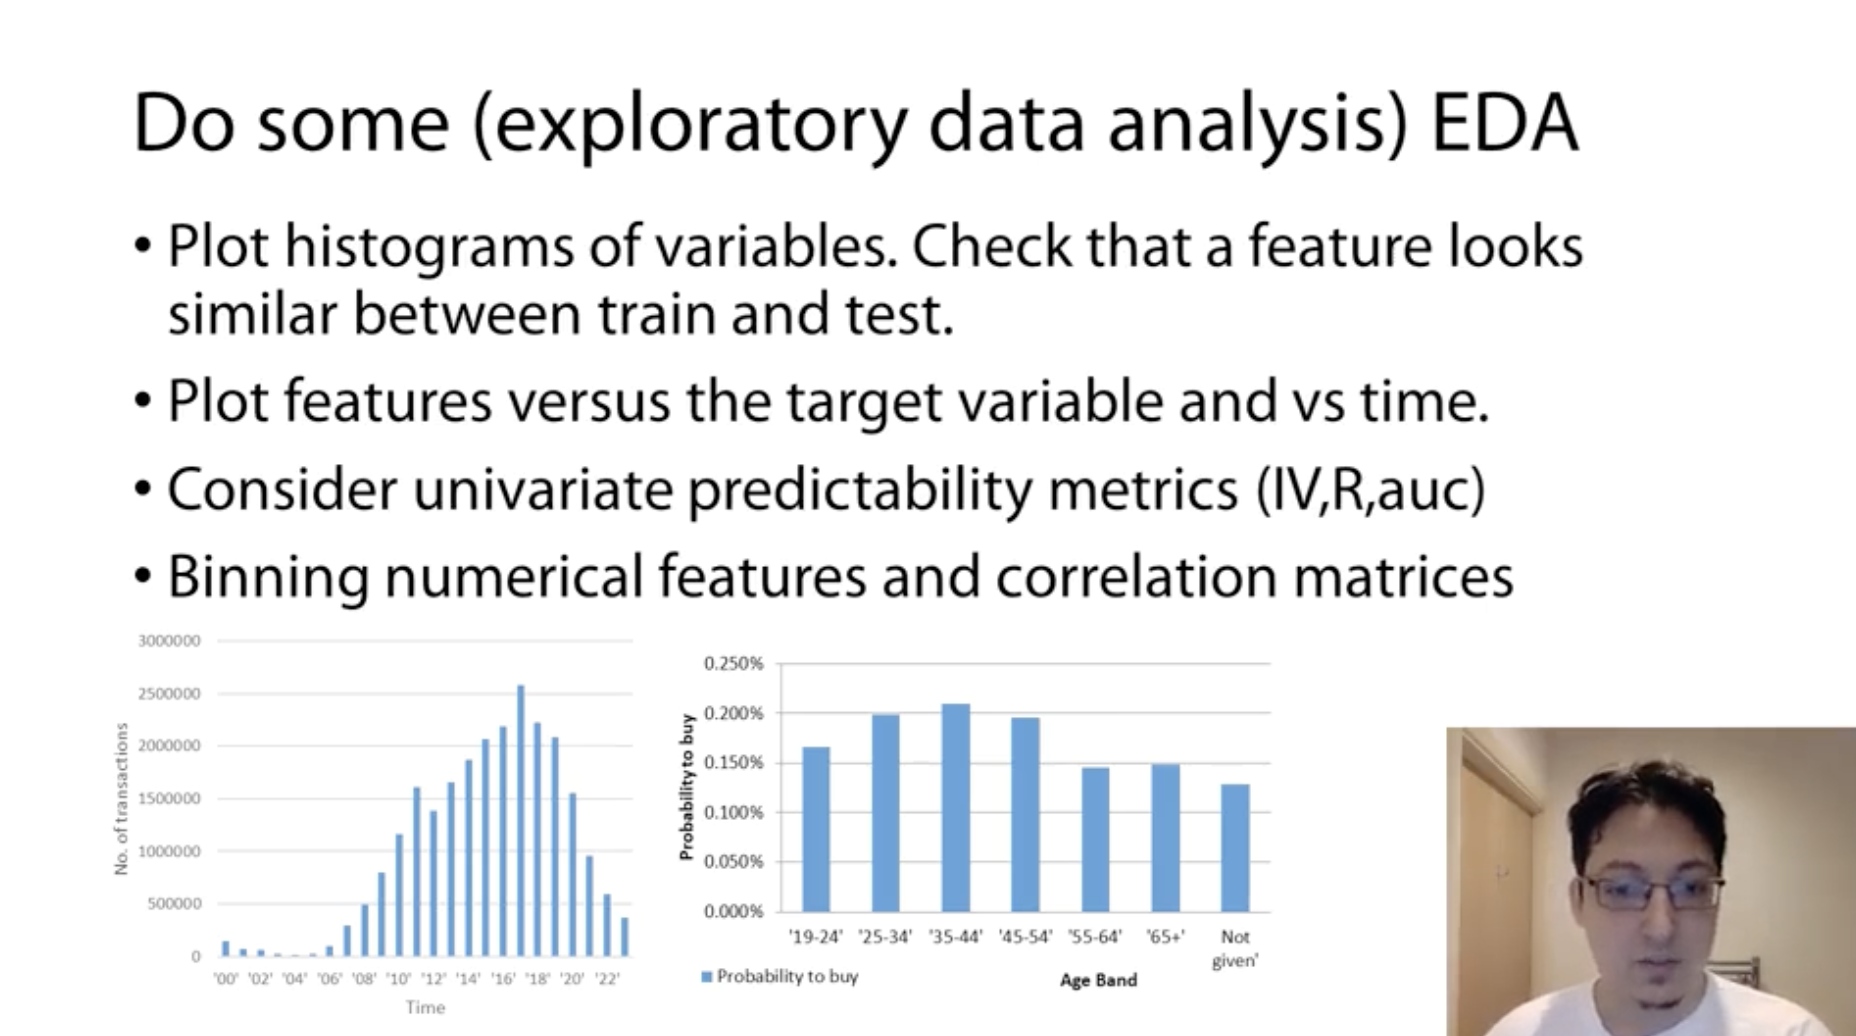 Do some (exploratory data analysis) EDA
• Plot histograms of variables. Check that a feature looks
similar between train and test.
• Plot features versus the target variable and vs time.
• Consider univariate predictability metrics (IV,R,auc)
• Binning numerical features and correlation matrices
No. of transactions
3000000
2500000
2000000
1500000
1000000
500000
0
'00' '02' '04' '06' '08' '10' '12' '14' '16' '18' '20' '22'
Time
Probability to buy
0.250%
0.200%
0.150%
0.100%
0.050%
0.000%
'19-24' '25-34' '35-44' '45-54' '55-64' '65+' Not
given'
Probability to buy
Age Band